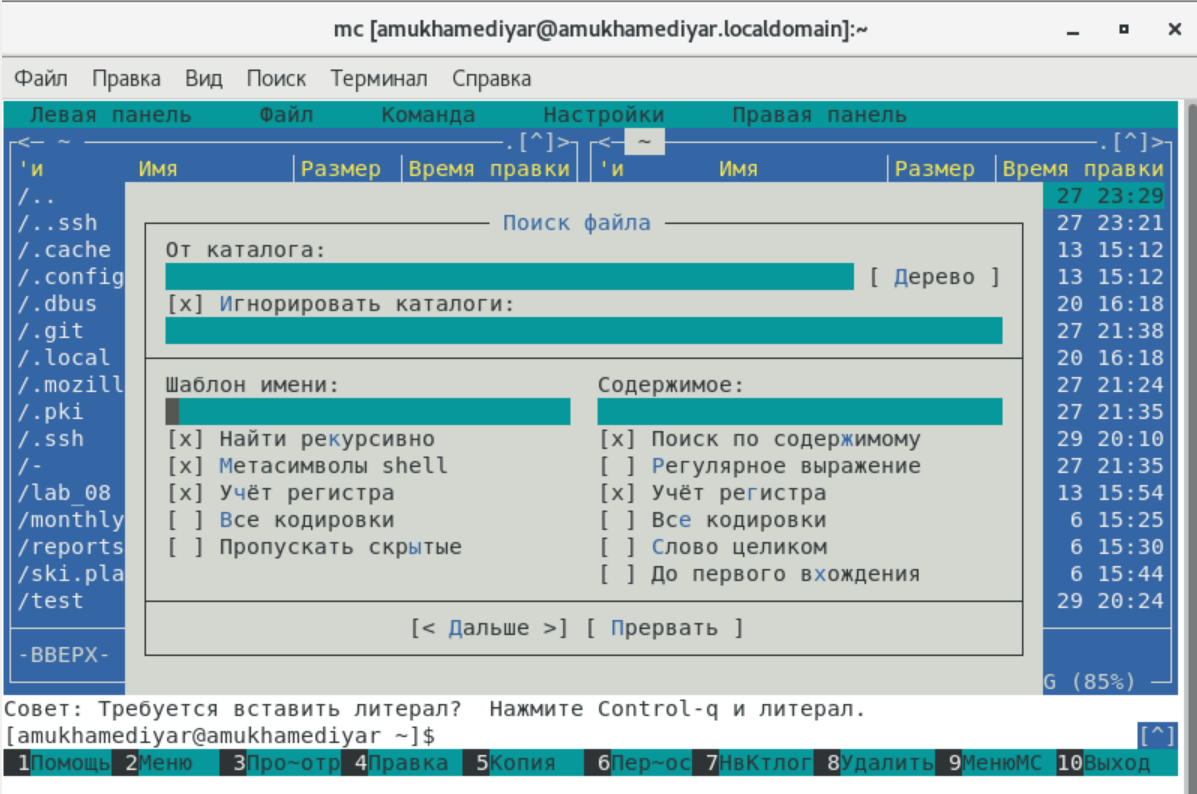 mc [amukhamediyar@amukhamediyar.localdomain]:~
Файл Правка Вид Поиск Терминал Справка
Левая панель Файл Команда Настройки Правая панель
<— ~ .[^]> <— ~ .[^]>
'и Имя Размер Время правки 'и Имя Размер Время правки
/.. 27 23:29
/..ssh Поиск файла 27 23:21
/.cache От каталога: 13 15:12
/.config [ Дерево ] 13 15:12
/.dbus [x] Игнорировать каталоги: 20 16:18
/.git 27 21:38
/.local 20 16:18
/.mozill Шаблон имени: Содержимое: 27 21:24
/.pki 27 21:35
/.ssh [x] Найти рекурсивно [x] Поиск по содержимому 29 20:10
/- [x] Метасимволы shell [ ] Регулярное выражение 27 21:35
/lab_08 [x] Учёт регистра [x] Учёт регистра 13 15:54
/monthly [ ] Все кодировки [ ] Все кодировки 6 15:25
/reports [ ] Пропускать скрытые [ ] Слово целиком 6 15:30
/ski.pla [ ] До первого вхождения 6 15:44
/test 29 20:24
[< Дальше >] [ Прервать ]
-ВВЕРХ-
G (85%)
Совет: Требуется вставить литерал? Нажмите Control-q и литерал.
[amukhamediyar@amukhamediyar ~]$ [^]
1Помощь 2Меню 3Про~отр 4Правка 5Копия 6Пер~ос 7НвКтлог 8Удалить 9МенюМС 10Выход